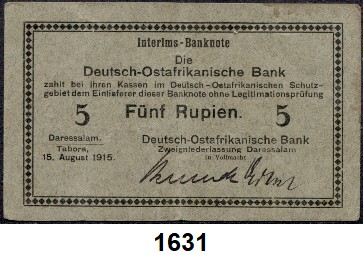 Interims-Banknote
Die
Deutsch-Ostafrikanische Bank
zahlt bei ihren Kassen im Deutsch-Ostafrikanischen Schutz-
gebiet dem Einlieferer dieser Banknote ohne Legitimationsprüfung
5 Fünf Rupien. 5
Daressalam, Deutsch-Ostafrikanische Bank
Tabora, Zweigniederlassung Daressalam
15. August 1915. In Vollmacht
1631